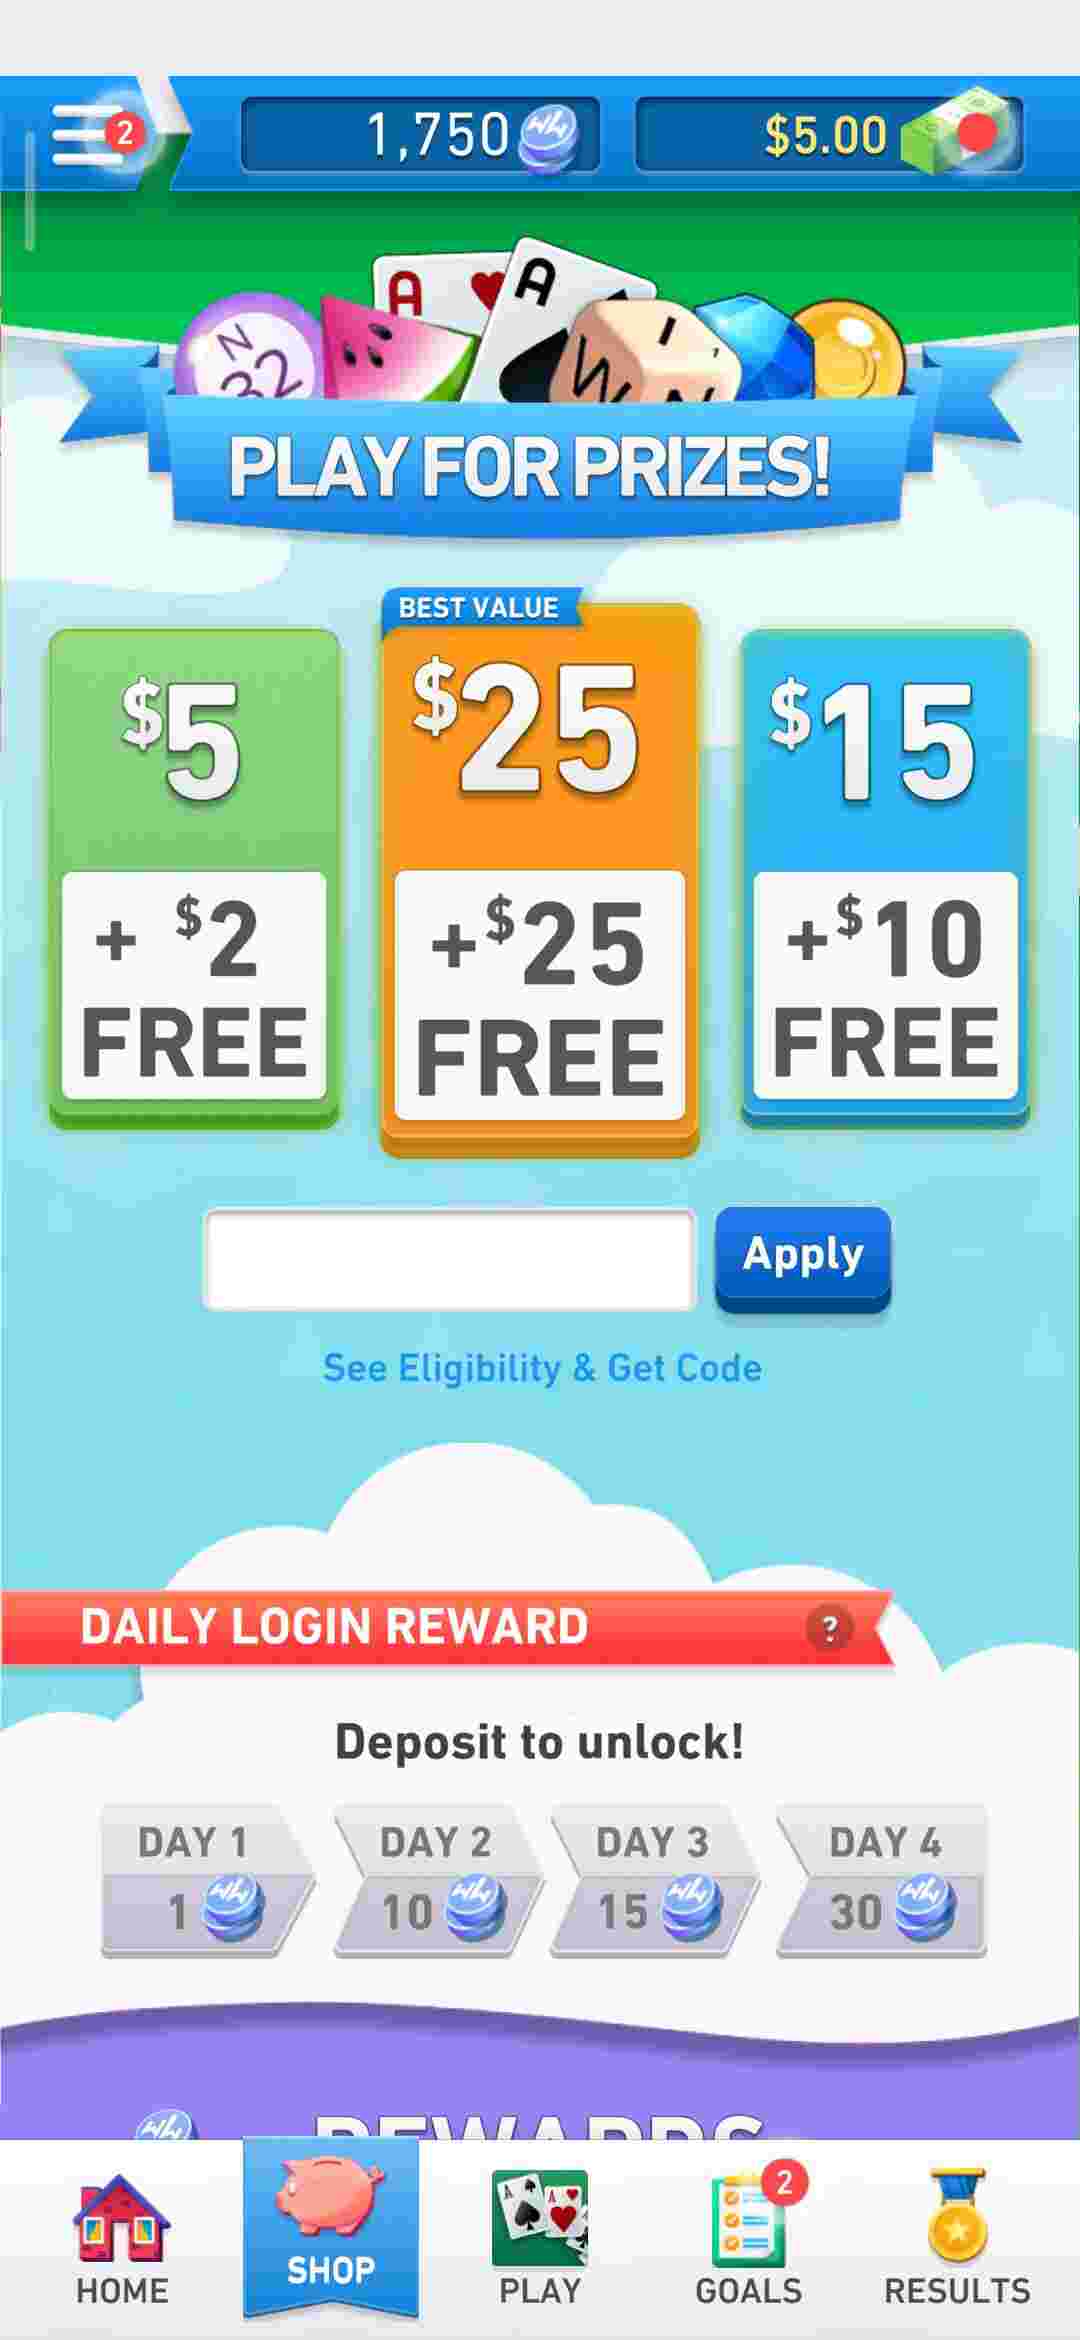 2
1,750
$5.00
A
A
N
32
I
W
PLAY FOR PRIZES!
BEST VALUE
$5
+ $2
FREE
$25
+$25
FREE
$15
+$10
FREE
Apply
See Eligibility & Get Code
DAILY LOGIN REWARD ?
Deposit to unlock!
DAY 1
1
DAY 2
10
DAY 3
15
DAY 4
30
REWARDS
HOME
SHOP
A A
PLAY
2
GOALS
RESULTS